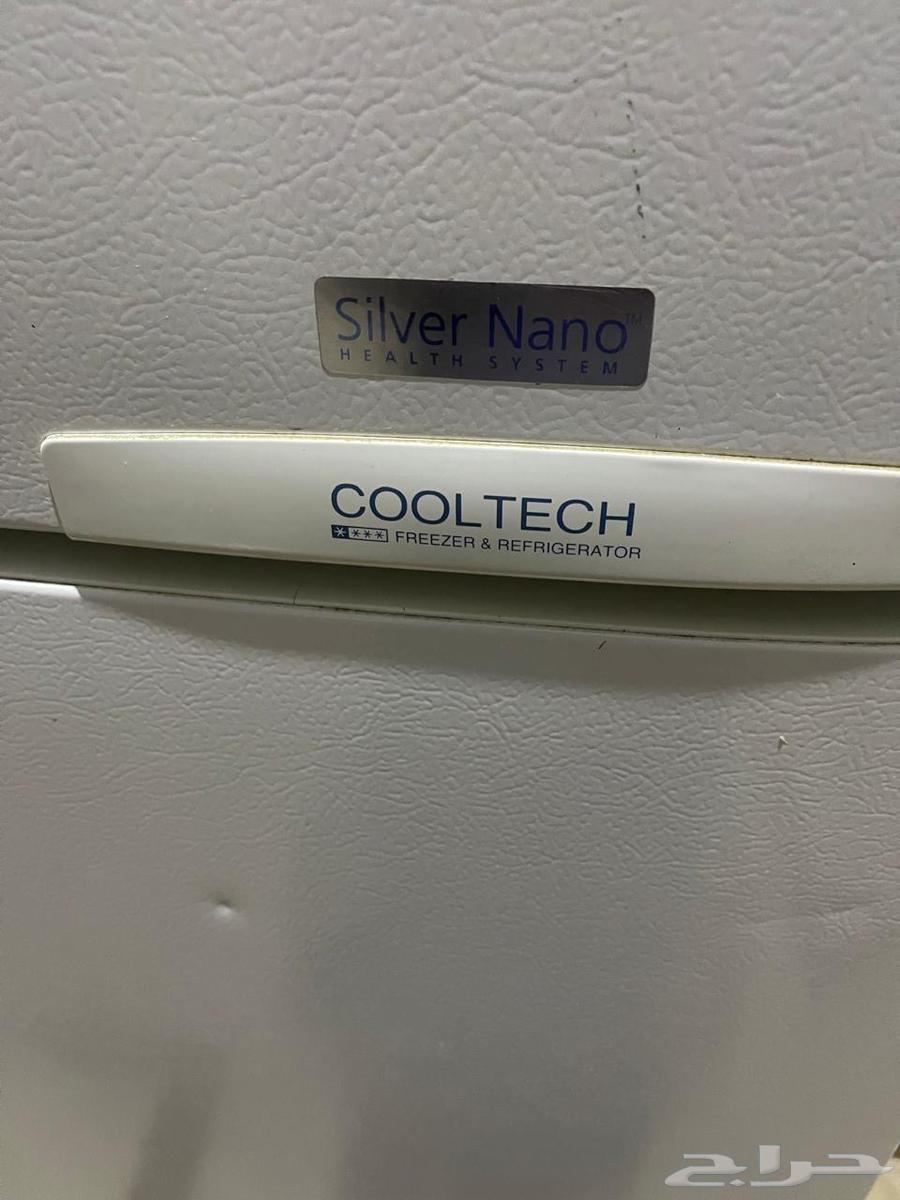 Silver Nano™
HEALTH SYSTEM
COOLTECH
**** FREEZER & REFRIGERATOR
حراج